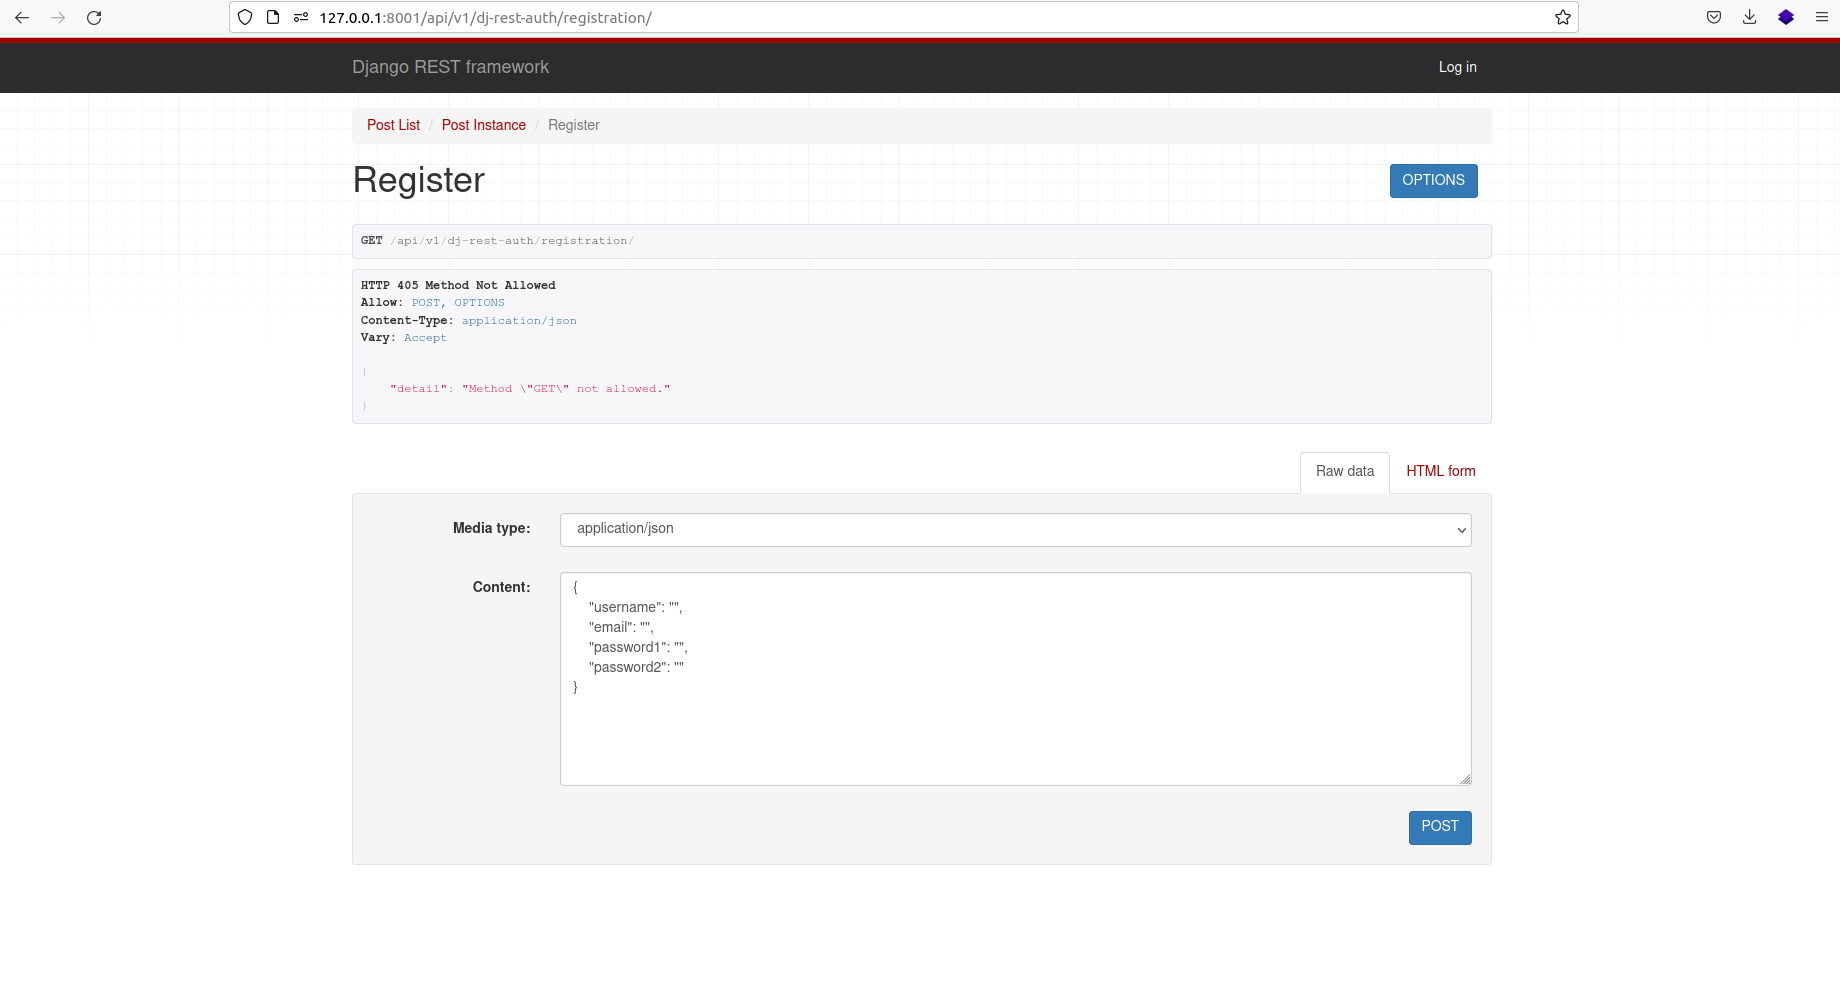 127.0.0.1:8001/api/v1/dj-rest-auth/registration/
Django REST framework
Log in
Post List / Post Instance / Register
Register
OPTIONS
GET /api/v1/dj-rest-auth/registration/
HTTP 405 Method Not Allowed
Allow: POST, OPTIONS
Content-Type: application/json
Vary: Accept
{
"detail": "Method \"GET\" not allowed."
}
Raw data
HTML form
Media type:
application/json
Content:
{
"username": "",
"email": "",
"password1": "",
"password2": ""
}
POST